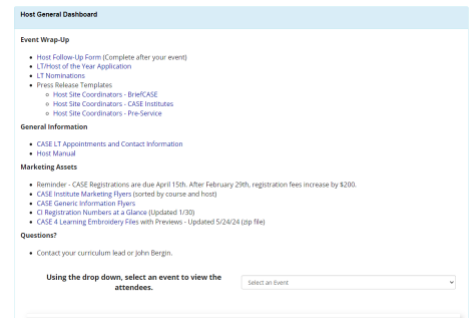 Host General Dashboard
Event Wrap-Up
Host Follow-Up Form (Complete after your event)
LT/Host of the Year Application
LT Nominations
Press Release Templates
Host Site Coordinators - BriefCASE
Host Site Coordinators - CASE Institutes
Host Site Coordinators - Pre-Service
General Information
CASE LT Appointments and Contact Information
Host Manual
Marketing Assets
Reminder - CASE Registrations are due April 15th. After February 29th, registration fees increase by $200.
CASE Institute Marketing Flyers (sorted by course and host)
CASE Generic Information Flyers
CI Registration Numbers at a Glance (Updated 1/30)
CASE 4 Learning Embroidery Files with Previews - Updated 5/24/24 (zip file)
Questions?
Contact your curriculum lead or John Bergin.
Using the drop down, select an event to view the
attendees.
Select an Event